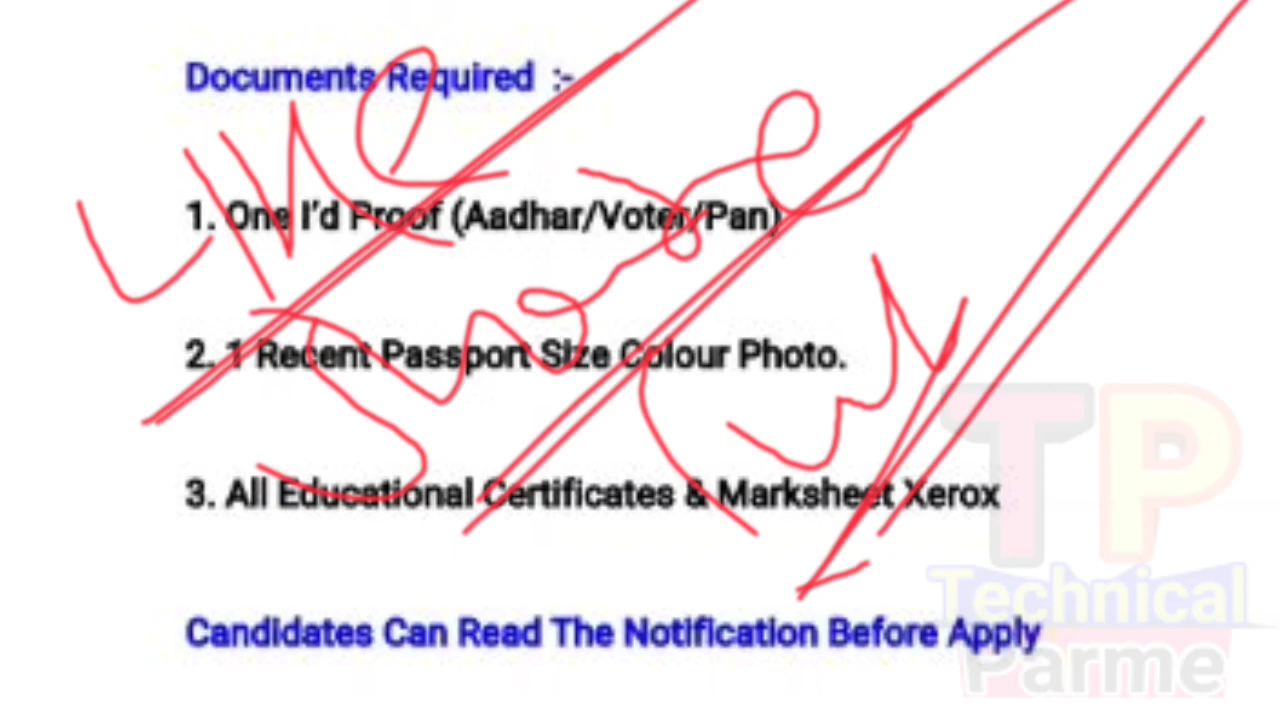 Documents Required :-
1. One I'd Proof (Aadhar/Voter/Pan)
2. 1 Recent Passport Size Colour Photo.
3. All Educational Certificates & Marksheet Xerox
Candidates Can Read The Notification Before Apply
TP
Technical
Parme